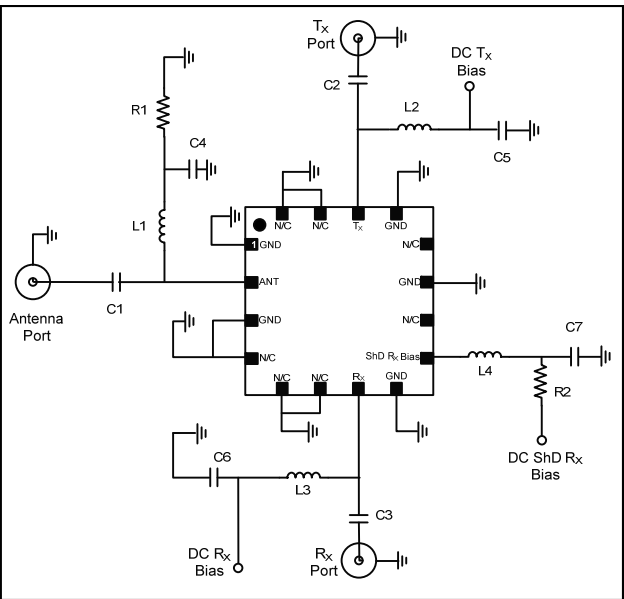 Tx
Port
DC Tx
Bias
C2
L2
R1
C4
C5
N/C
N/C
Tx
GND
L1
1
GND
N/C
ANT
GND
C1
Antenna
Port
GND
N/C
C7
N/C
ShD Rx Bias
N/C
N/C
Rx
GND
L4
R2
C6
DC ShD Rx
Bias
L3
C3
DC Rx
Bias
Rx
Port